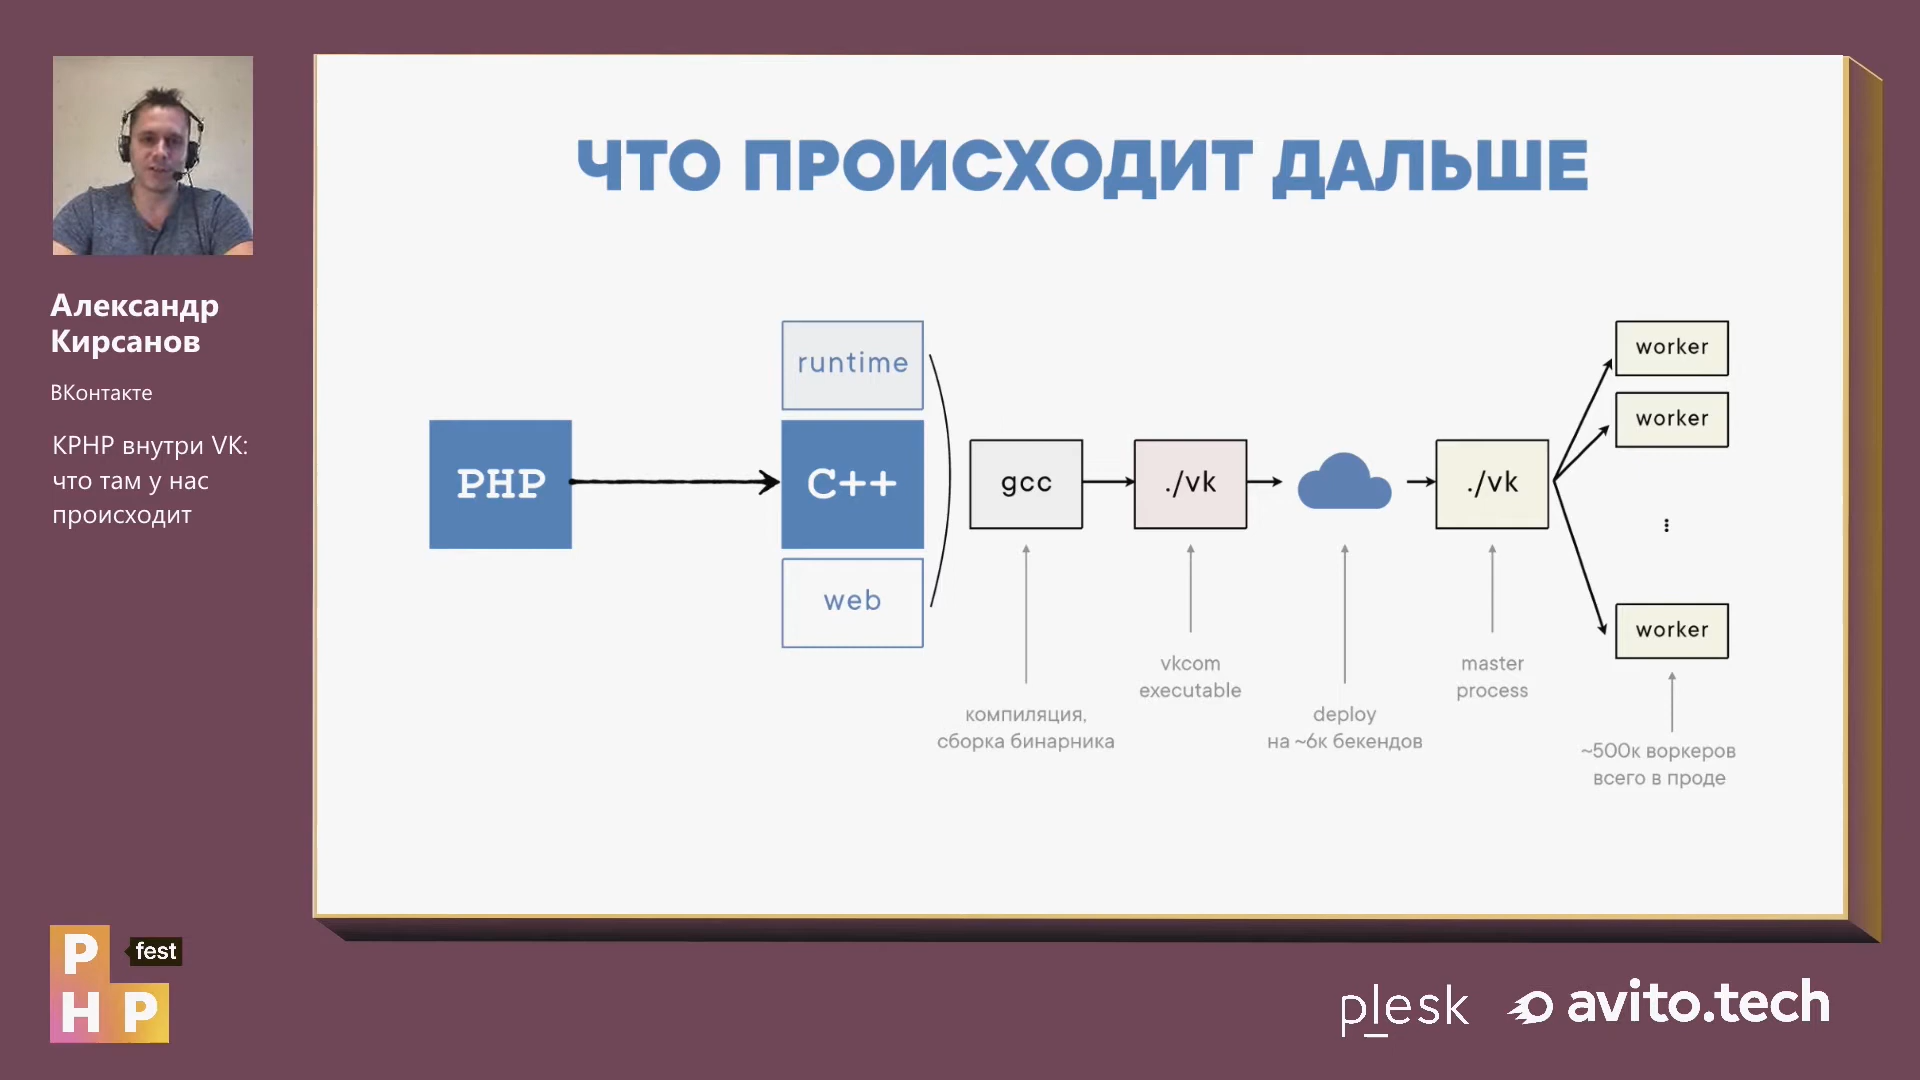 Александр
Кирсанов
ВКонтакте
KPHP внутри VK:
что там у нас
происходит
ЧТО ПРОИСХОДИТ ДАЛЬШЕ
PHP
runtime
C++
web
gcc
./vk
./vk
worker
worker
⋮
worker
компиляция,
сборка бинарника
vkcom
executable
deploy
на ~6к бекендов
master
process
~500к воркеров
всего в проде
P
HP
fest
plesk
avito.tech